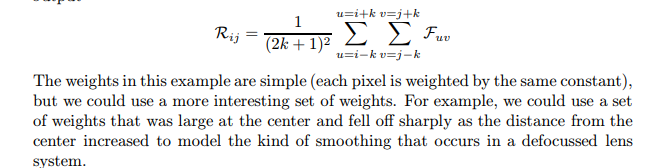 R_{ij} = \frac{1}{(2k + 1)^2} \sum_{u=i-k}^{u=i+k} \sum_{v=j-k}^{v=j+k} F_{uv}
The weights in this example are simple (each pixel is weighted by the same constant),
but we could use a more interesting set of weights. For example, we could use a set
of weights that was large at the center and fell off sharply as the distance from the
center increased to model the kind of smoothing that occurs in a defocussed lens
system.